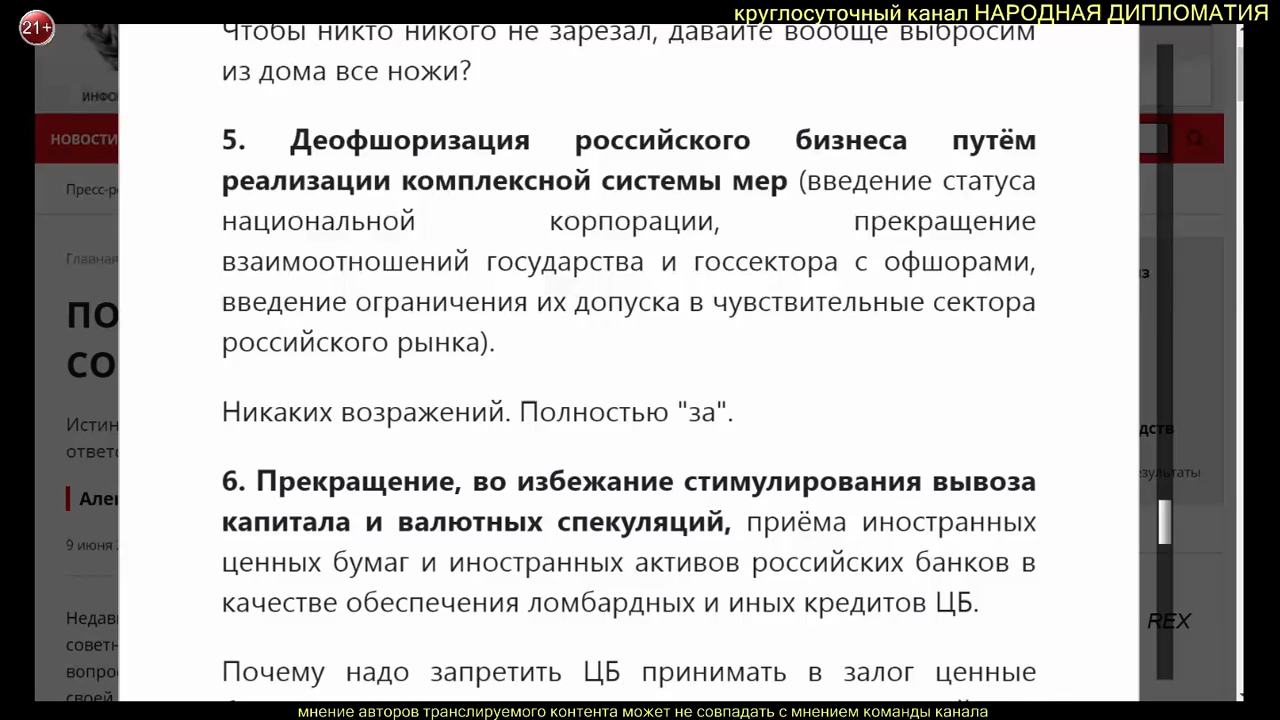 круглосуточный канал НАРОДНАЯ ДИПЛОМАТИЯ
21+
Чтобы никто никого не зарезал, давайте вообще выбросим
из дома все ножи?
5. Деофшоризация российского бизнеса путём
реализации комплексной системы мер (введение статуса
национальной корпорации, прекращение
взаимоотношений государства и госсектора с офшорами,
введение ограничения их допуска в чувствительные сектора
российского рынка).
Никаких возражений. Полностью "за".
6. Прекращение, во избежание стимулирования вывоза
капитала и валютных спекуляций, приёма иностранных
ценных бумаг и иностранных активов российских банков в
качестве обеспечения ломбардных и иных кредитов ЦБ.
Почему надо запретить ЦБ принимать в залог ценные
НОВОСТИ
Пресс-р
Главная
ПО
СО
Истин
ответс
Але
9 июня
Недав
советн
вопро
своей
REX
мнение авторов транслируемого контента может не совпадать с мнением команды канала